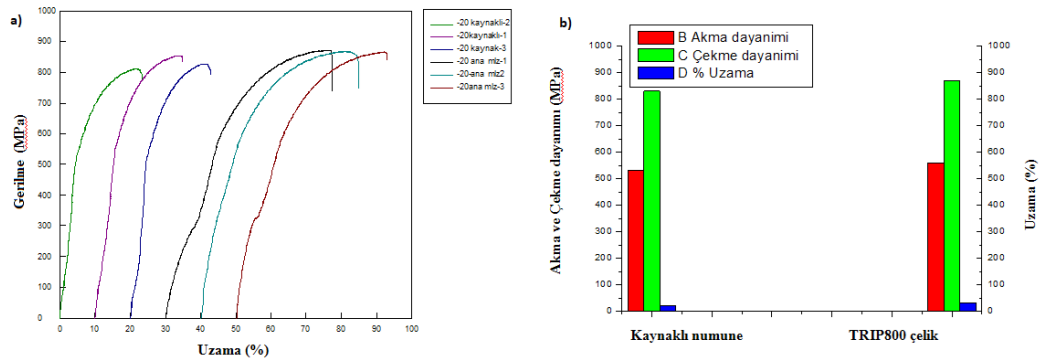 a)
Gerilme (MPa)
1000
900
800
700
600
500
400
300
200
100
0
0 10 20 30 40 50 60 70 80 90 100
Uzama (%)
-20 kaynakli-2
-20kaynaklı-1
-20 kaynak-3
-20 ana mlz-1
-20-ana mlz2
-20ana mlz-3
b)
B Akma dayanimi
C Çekme dayanimi
D % Uzama
Akma ve Çekme dayanımı (MPa)
1000
900
800
700
600
500
400
300
200
100
0
1000
900
800
700
600
500
400
300
200
100
0
Uzama (%)
Kaynaklı numune TRIP800 çelik